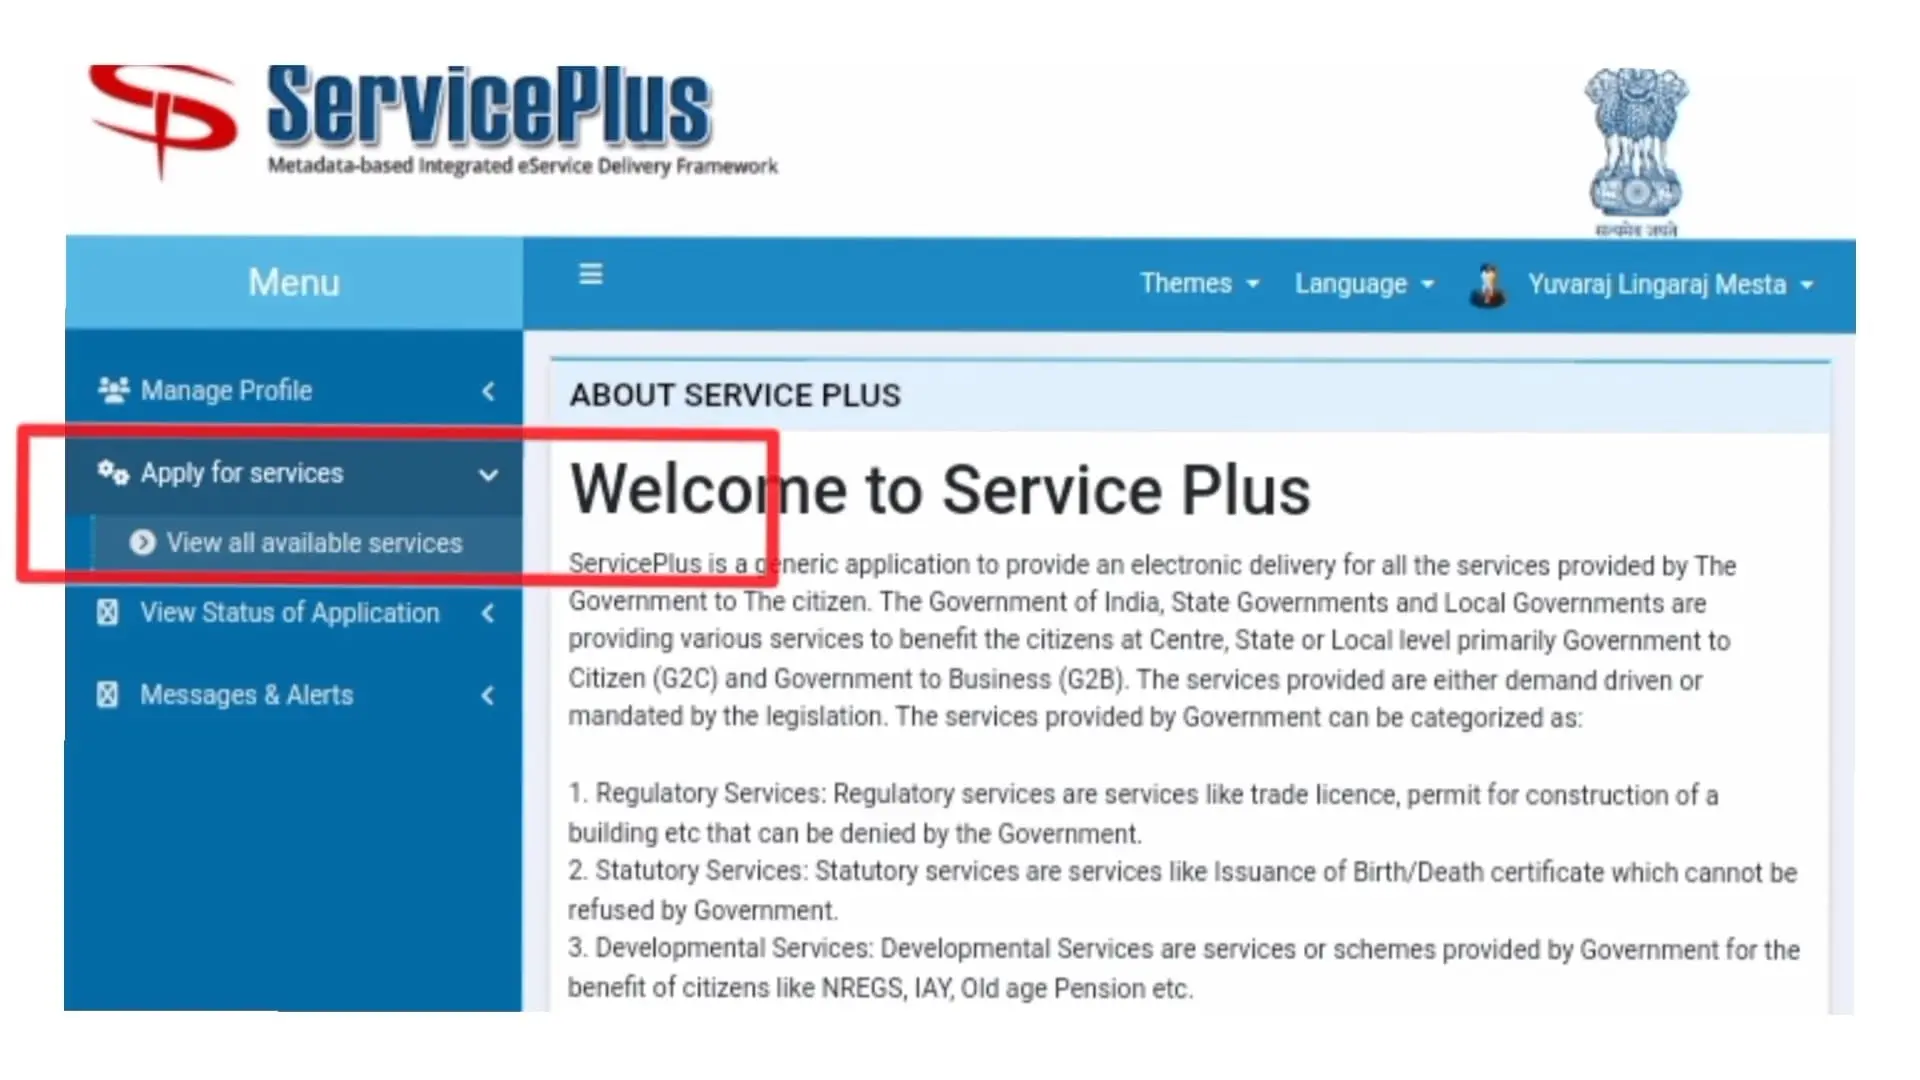 ServicePlus
Metadata-based Integrated eService Delivery Framework
सत्यमेव जयते
Menu
Themes
Language
Yuvaraj Lingaraj Mesta
Manage Profile
Apply for services
View all available services
View Status of Application
Messages & Alerts
ABOUT SERVICE PLUS
Welcome to Service Plus
ServicePlus is a generic application to provide an electronic delivery for all the services provided by The
Government to The citizen. The Government of India, State Governments and Local Governments are
providing various services to benefit the citizens at Centre, State or Local level primarily Government to
Citizen (G2C) and Government to Business (G2B). The services provided are either demand driven or
mandated by the legislation. The services provided by Government can be categorized as:
1. Regulatory Services: Regulatory services are services like trade licence, permit for construction of a
building etc that can be denied by the Government.
2. Statutory Services: Statutory services are services like Issuance of Birth/Death certificate which cannot be
refused by Government.
3. Developmental Services: Developmental Services are services or schemes provided by Government for the
benefit of citizens like NREGS, IAY, Old age Pension etc.